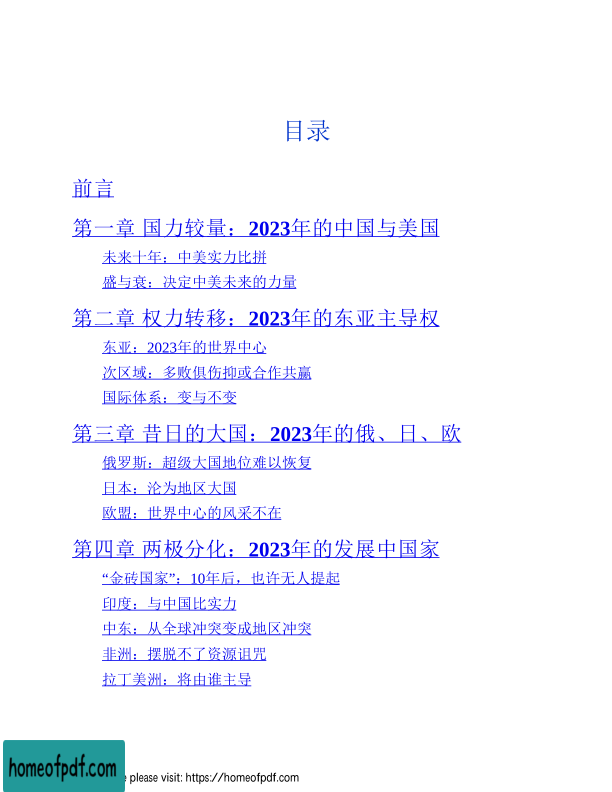 目录
前言
第一章 国力较量：2023年的中国与美国
未来十年：中美实力比拼
盛与衰：决定中美未来的力量
第二章 权力转移：2023年的东亚主导权
东亚：2023年的世界中心
次区域：多败俱伤抑或合作共赢
国际体系：变与不变
第三章 昔日的大国：2023年的俄、日、欧
俄罗斯：超级大国地位难以恢复
日本：沦为地区大国
欧盟：世界中心的风采不在
第四章 两极分化：2023年的发展中国家
“金砖国家”：10年后，也许无人提起
印度：与中国比实力
中东：从全球冲突变成地区冲突
非洲：摆脱不了资源诅咒
拉丁美洲：将由谁主导
homeofpdf.com
please visit: https://homeofpdf.com